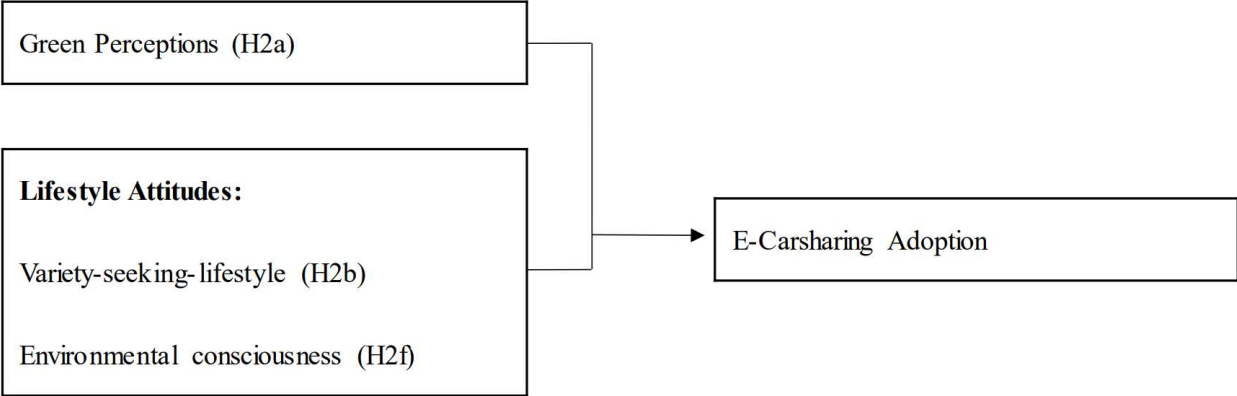 Green Perceptions (H2a)
Lifestyle Attitudes:
Variety-seeking-lifestyle (H2b)
Environmental consciousness (H2f)
E-Carsharing Adoption